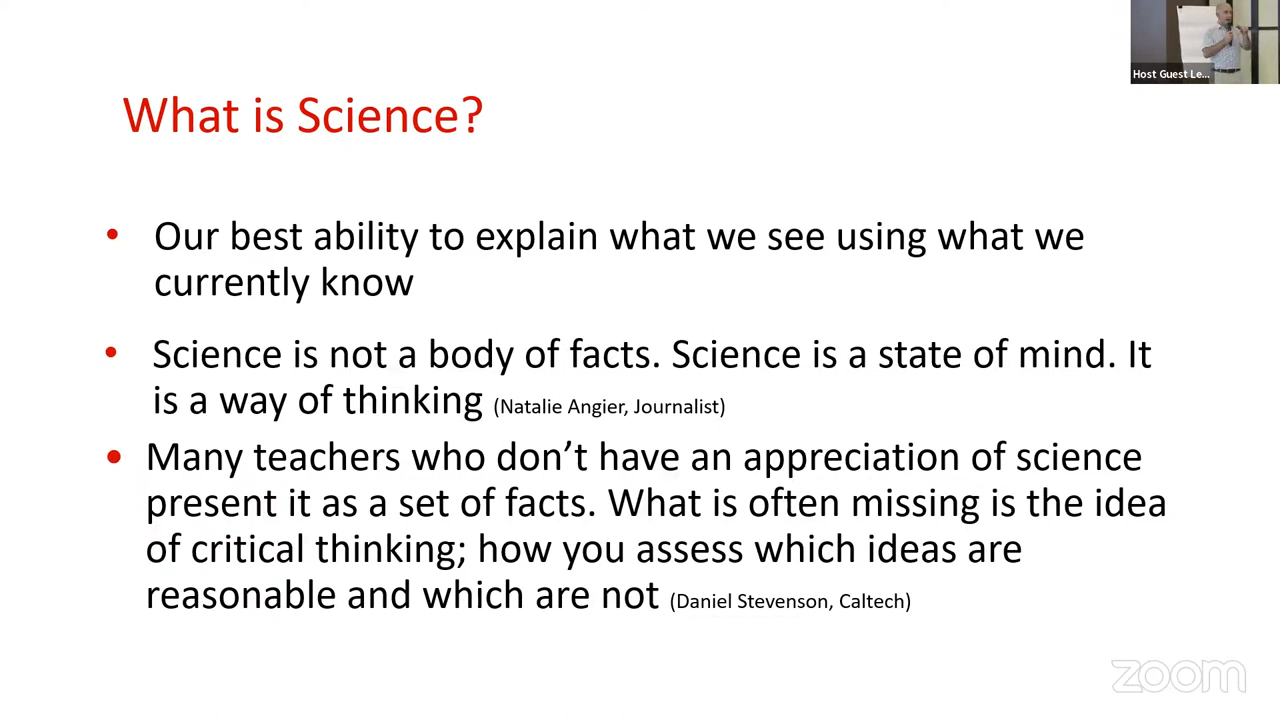 Host Guest Le...
What is Science?
• Our best ability to explain what we see using what we
currently know
• Science is not a body of facts. Science is a state of mind. It
is a way of thinking (Natalie Angier, Journalist)
• Many teachers who don’t have an appreciation of science
present it as a set of facts. What is often missing is the idea
of critical thinking; how you assess which ideas are
reasonable and which are not (Daniel Stevenson, Caltech)
zoom